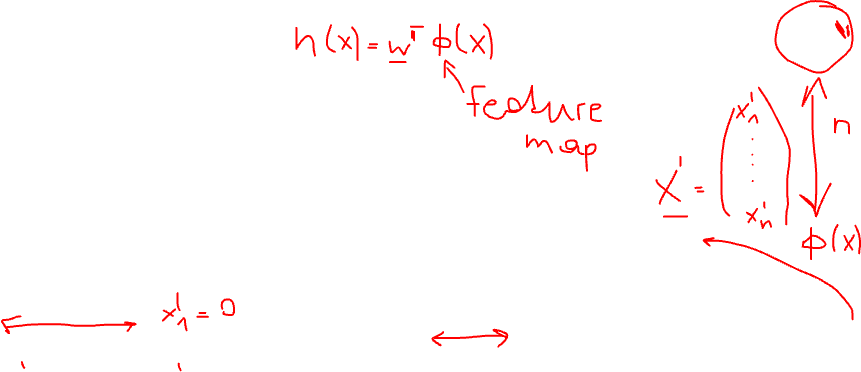 h(x) = w^T ϕ(x)
feature
map
x' = (x'_1 ⋮ x'_n)
n
ϕ(x)
x'_1 = 0